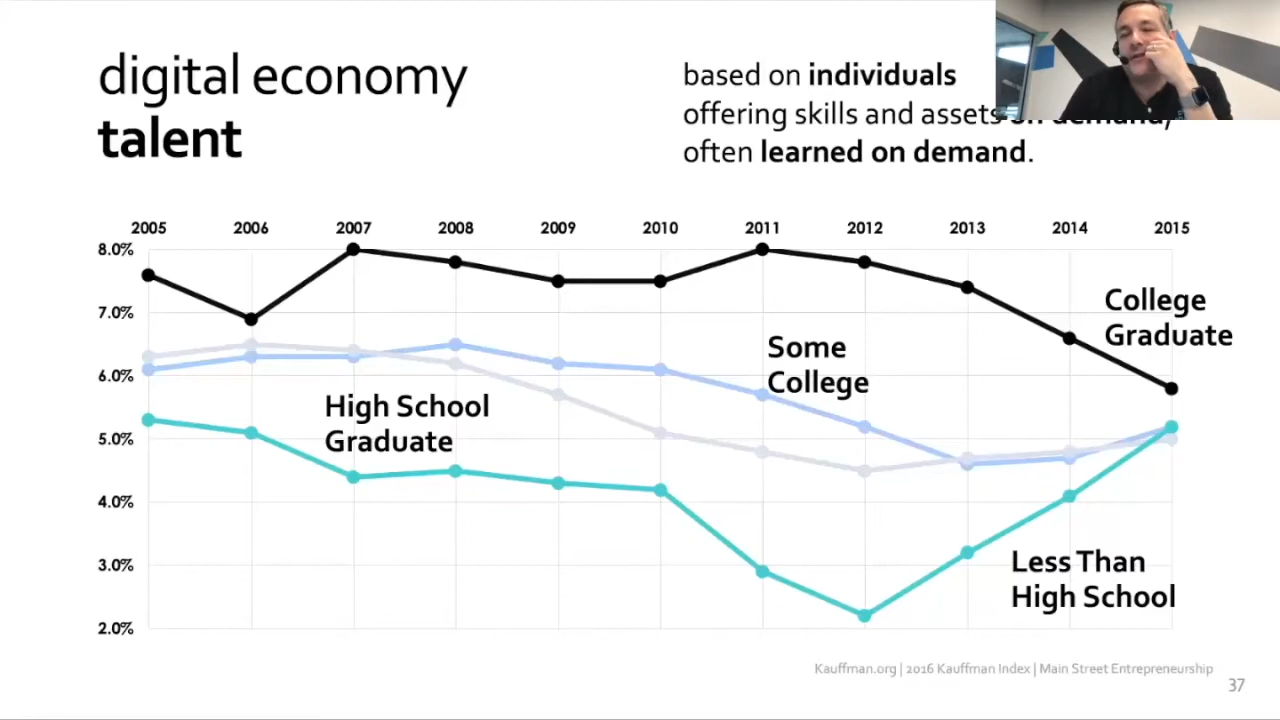 digital economy
talent
based on individuals
offering skills and assets on demand,
often learned on demand.
2005 2006 2007 2008 2009 2010 2011 2012 2013 2014 2015
8.0%
7.0%
6.0%
5.0%
4.0%
3.0%
2.0%
College
Graduate
Some
College
High School
Graduate
Less Than
High School
Kauffman.org | 2016 Kauffman Index | Main Street Entrepreneurship
37